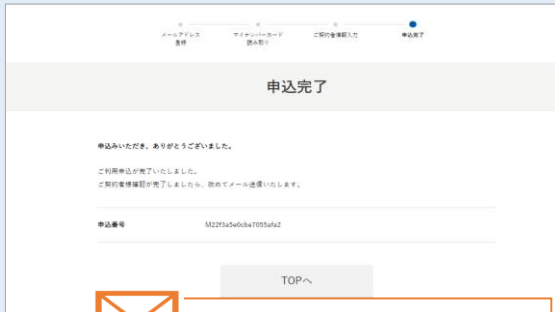 メールアドレス
登録
マイナンバーカード
読み取り
ご契約者情報入力
申込完了
申込完了
申込みいただき、ありがとうございました。
ご利用申込が完了いたしました。
ご契約者様確認が完了しましたら、改めてメール送信いたします。
申込番号 M22f3a5e0cbe7055afa2
TOPへ